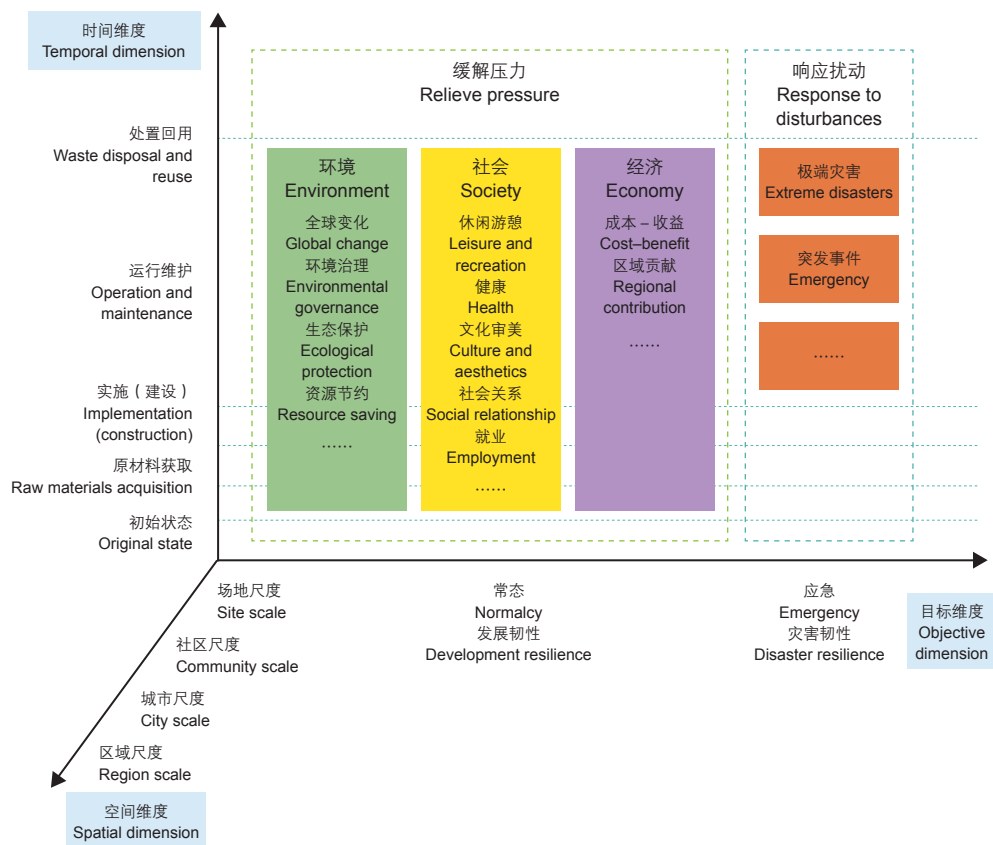 时间维度
Temporal dimension
缓解压力
Relieve pressure
响应扰动
Response to
disturbances
处置回用
Waste disposal and
reuse
运行维护
Operation and
maintenance
实施（建设）
Implementation
(construction)
原材料获取
Raw materials acquisition
初始状态
Original state
环境
Environment
全球变化
Global change
环境治理
Environmental
governance
生态保护
Ecological
protection
资源节约
Resource saving
……
社会
Society
休闲游憩
Leisure and
recreation
健康
Health
文化审美
Culture and
aesthetics
社会关系
Social relationship
就业
Employment
……
经济
Economy
成本 – 收益
Cost–benefit
区域贡献
Regional
contribution
……
极端灾害
Extreme disasters
突发事件
Emergency
……
场地尺度
Site scale
社区尺度
Community scale
城市尺度
City scale
区域尺度
Region scale
空间维度
Spatial dimension
常态
Normalcy
发展韧性
Development resilience
应急
Emergency
灾害韧性
Disaster resilience
目标维度
Objective
dimension